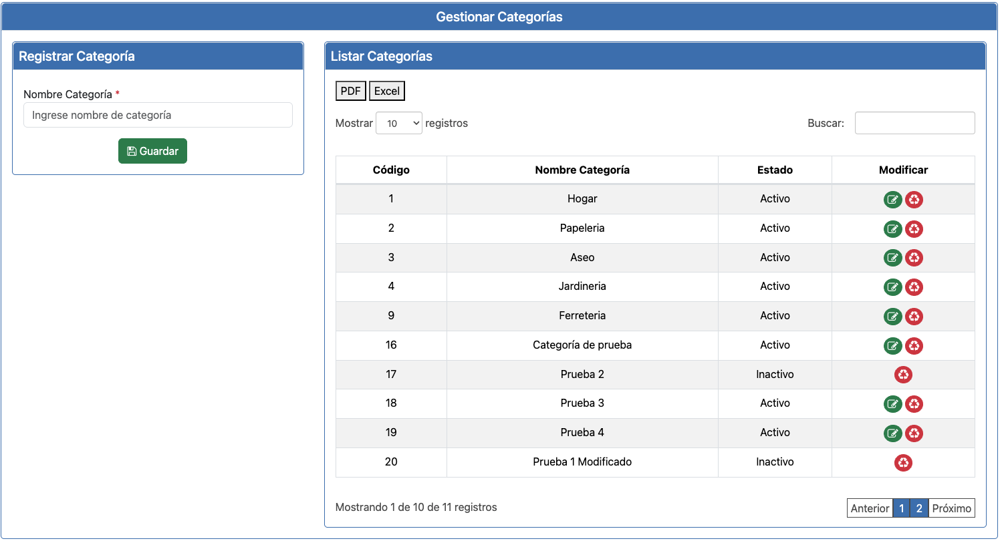 Gestionar Categorías
Registrar Categoría
Nombre Categoría *
Ingrese nombre de categoría
Guardar
Listar Categorías
PDF Excel
Mostrar 10 registros Buscar:
Código Nombre Categoría Estado Modificar
1 Hogar Activo
2 Papeleria Activo
3 Aseo Activo
4 Jardineria Activo
9 Ferreteria Activo
16 Categoría de prueba Activo
17 Prueba 2 Inactivo
18 Prueba 3 Activo
19 Prueba 4 Activo
20 Prueba 1 Modificado Inactivo
Mostrando 1 de 10 de 11 registros Anterior 1 2 Próximo